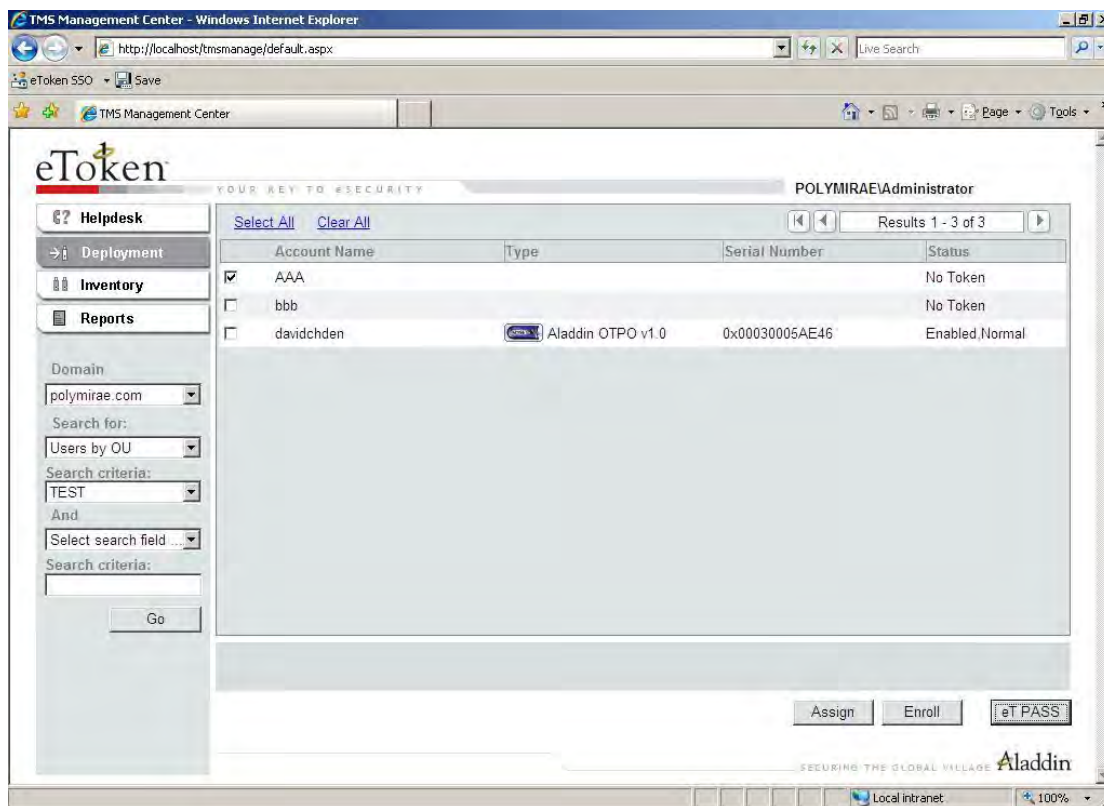 TMS Management Center - Windows Internet Explorer
http://localhost/tmsmanage/default.aspx
Live Search
eToken SSO
Save
TMS Management Center
Page
Tools
eToken
YOUR KEY TO eSECURITY
POLYMIRAE\Administrator
Helpdesk
Deployment
Inventory
Reports
Domain
polymirae.com
Search for:
Users by OU
Search criteria:
TEST
And
Select search field ...
Search criteria:
Go
Select All Clear All
Results 1 - 3 of 3
Account Name Type Serial Number Status
AAA No Token
bbb No Token
davidchden Aladdin OTPO v1.0 0x00030005AE46 Enabled,Normal
Assign Enroll eT PASS
SECURING THE GLOBAL VILLAGE Aladdin
Local intranet 100%